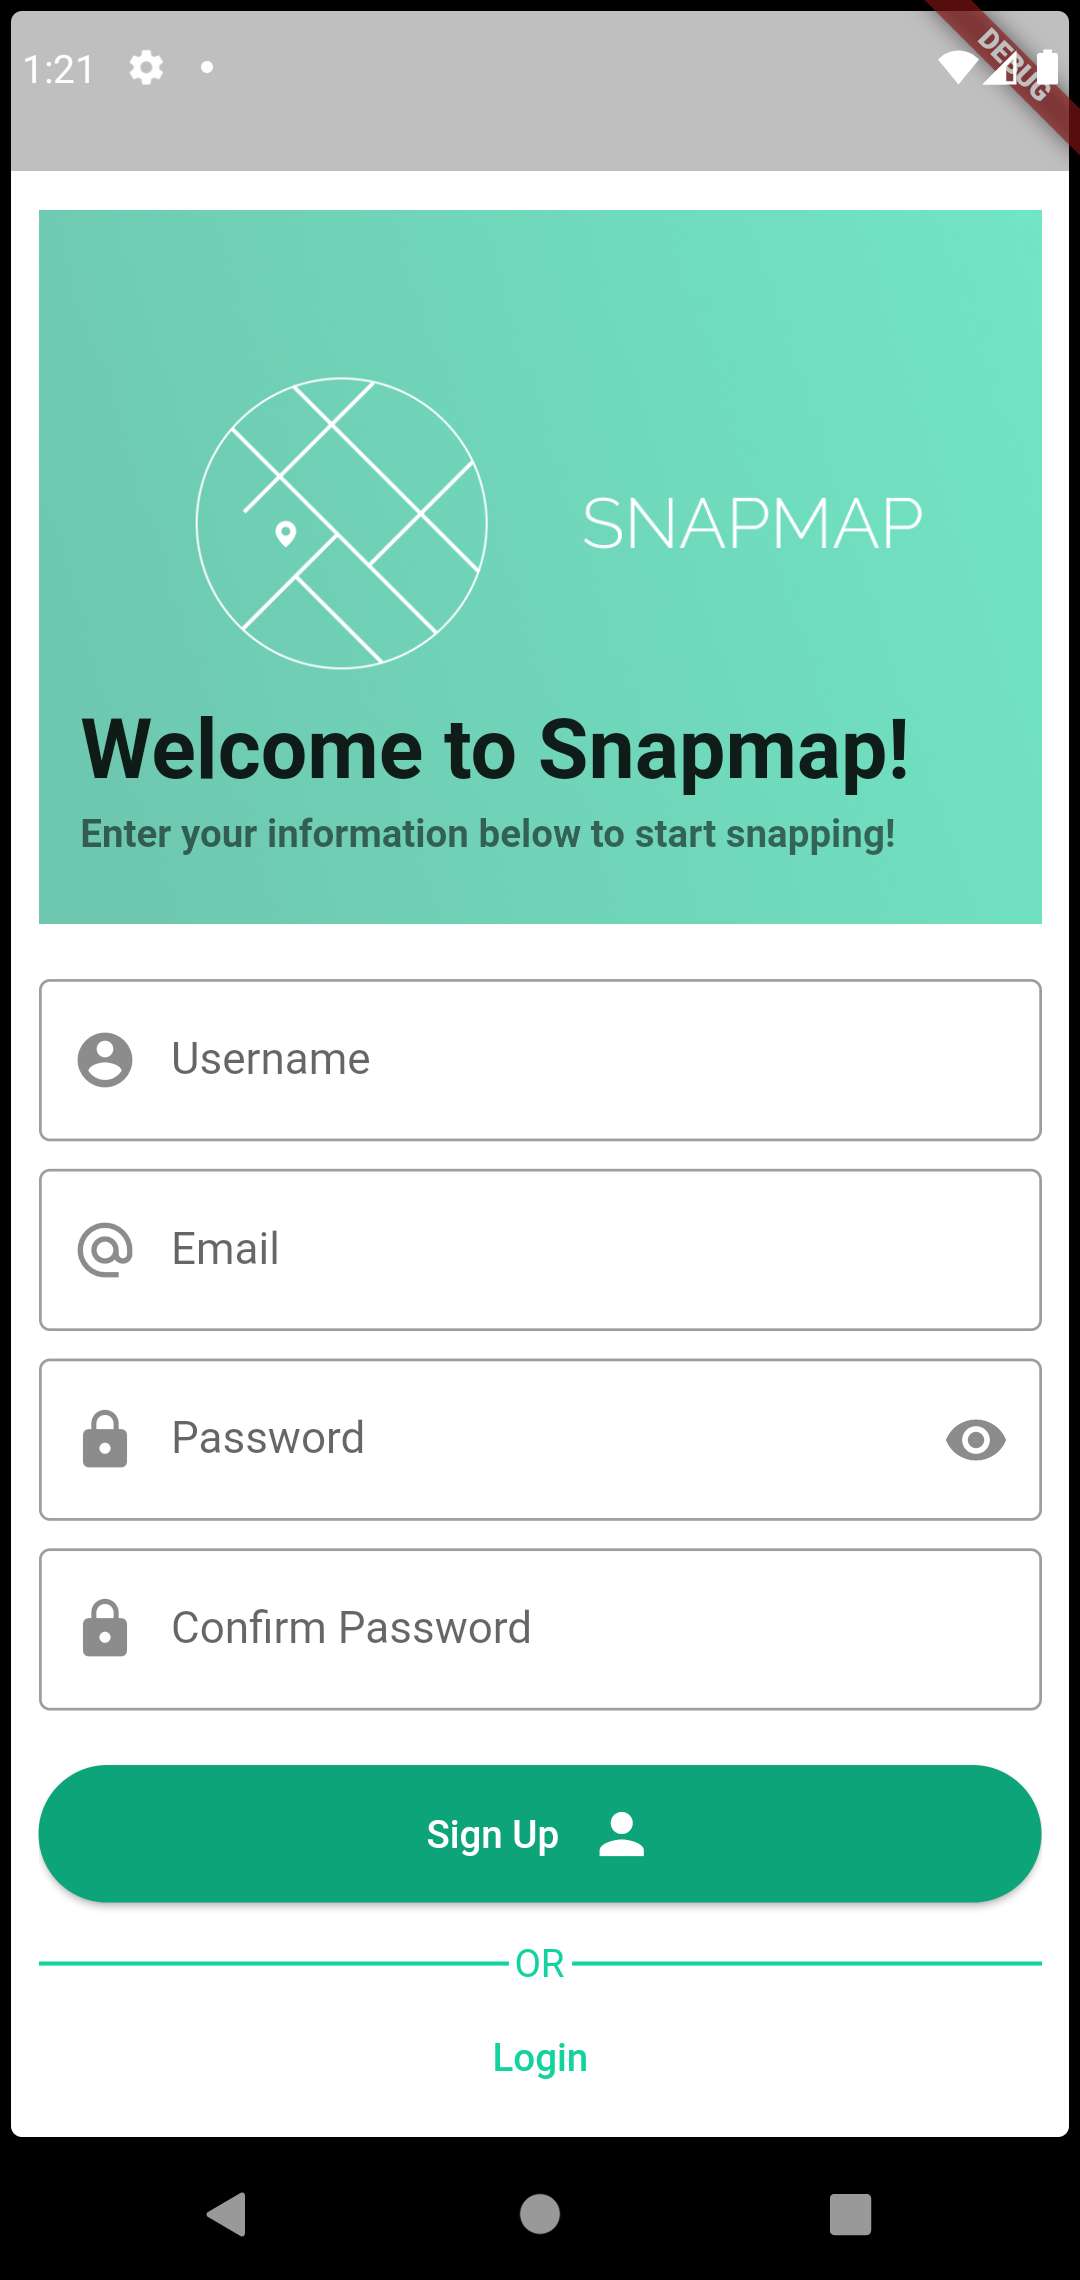 1:21
DEBUG
SNAPMAP
Welcome to Snapmap!
Enter your information below to start snapping!
Username
Email
Password
Confirm Password
Sign Up
OR
Login